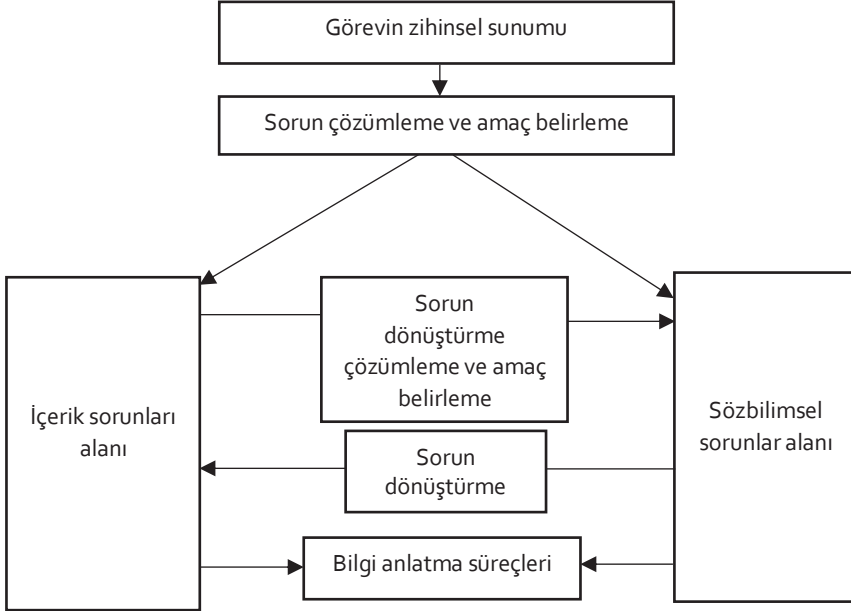 Görevin zihinsel sunumu
Sorun çözümleme ve amaç belirleme
Sorun
dönüştürme
çözümleme ve amaç
belirleme
İçerik sorunları
alanı
Sözbilimsel
sorunlar alanı
Sorun
dönüştürme
Bilgi anlatma süreçleri